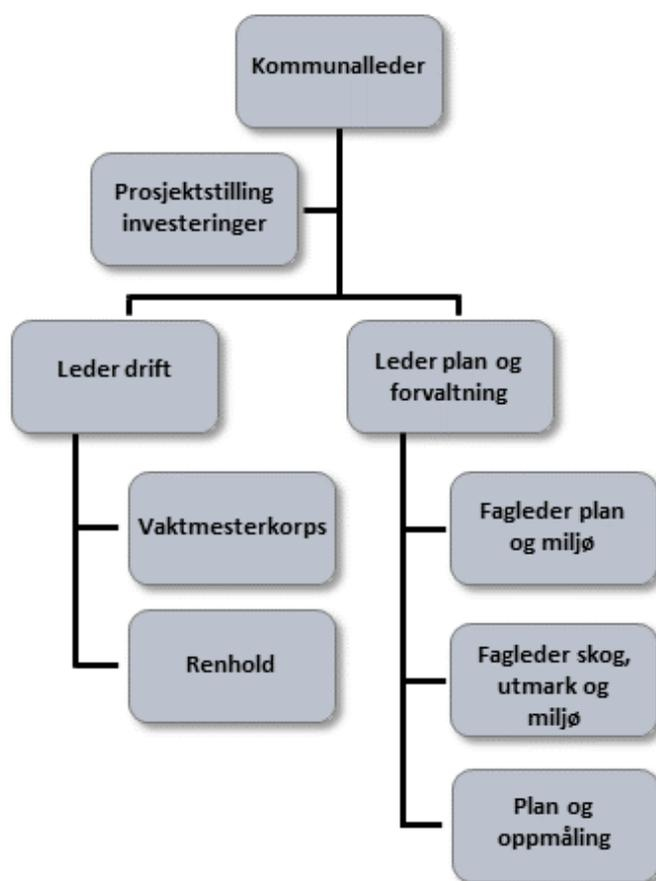 Kommunalleder
Prosjektstilling
investeringer
Leder drift
Leder plan og
forvaltning
Vaktmesterkorps
Renhold
Fagleder plan
og miljø
Fagleder skog,
utmark og
miljø
Plan og
oppmåling